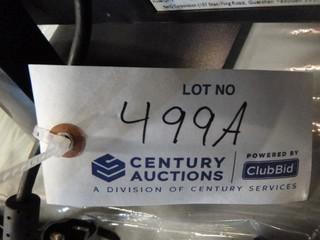 LOT NO
499A
CENTURY
AUCTIONS
POWERED BY
ClubBid
A DIVISION OF CENTURY SERVICES